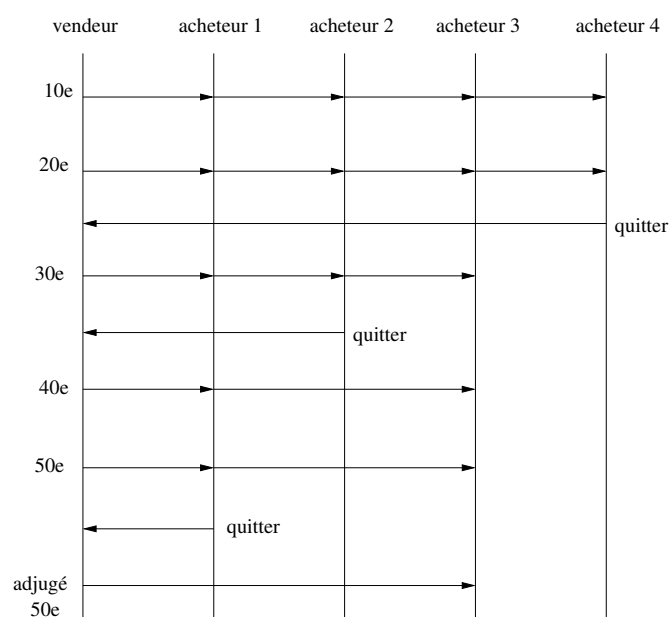 vendeur acheteur 1 acheteur 2 acheteur 3 acheteur 4
10e
20e
quitter
30e
quitter
40e
50e
quitter
adjugé
50e